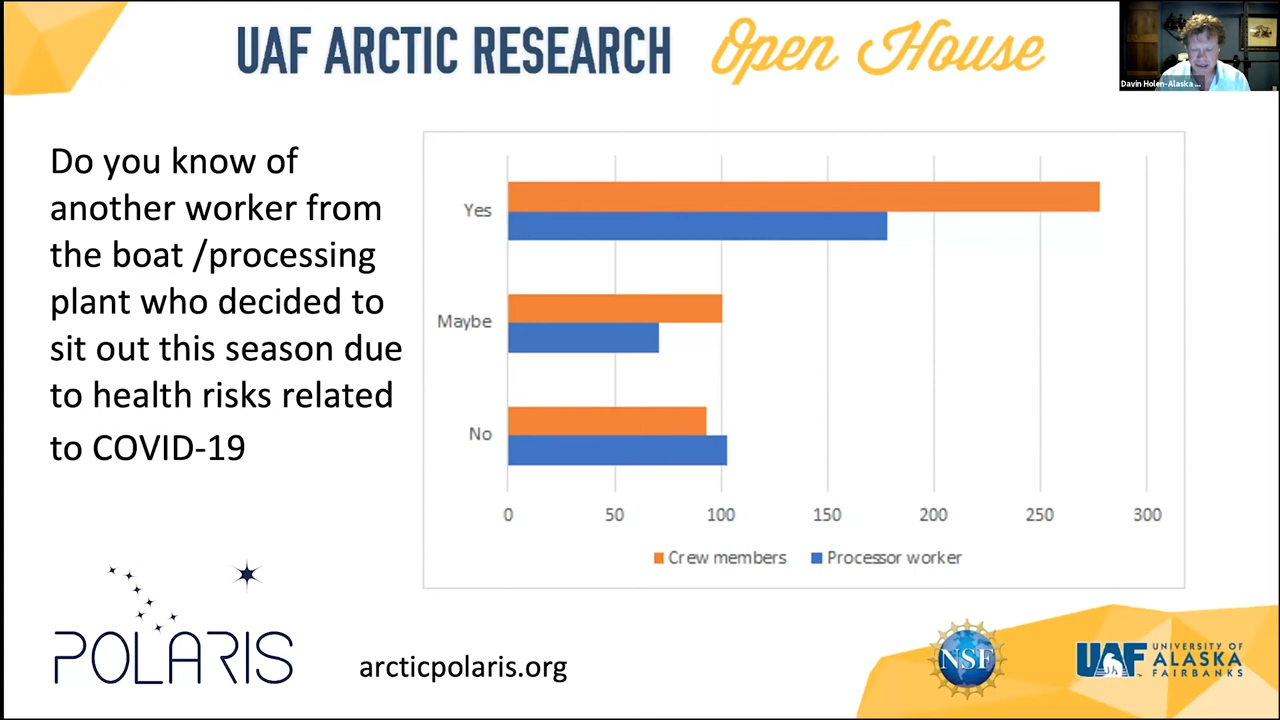 UAF ARCTIC RESEARCH Open House
Davin Holen-Alaska ...
Do you know of
another worker from
the boat /processing
plant who decided to
sit out this season due
to health risks related
to COVID-19
Yes
Maybe
No
0 50 100 150 200 250 300
Crew members Processor worker
POLARIS
arcticpolaris.org
NSF
UAF UNIVERSITY OF
ALASKA
FAIRBANKS